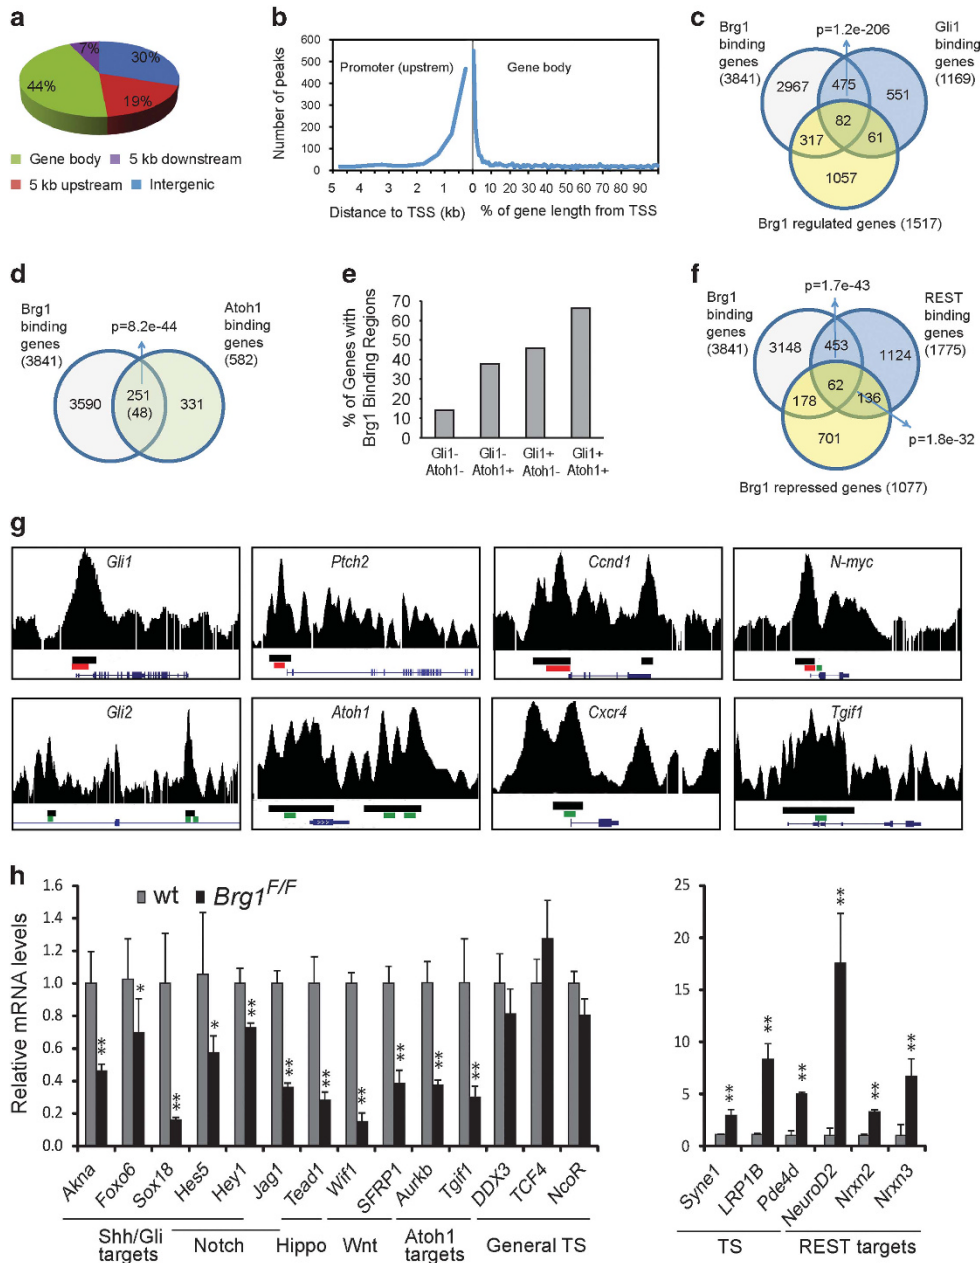 a
7%
30%
44%
19%
Gene body
5 kb downstream
5 kb upstream
Intergenic
b
Number of peaks
600
500
400
300
200
100
0
Promoter (upstrem)
Gene body
5 4 3 2 1 0 10 20 30 40 50 60 70 80 90
Distance to TSS (kb)
% of gene length from TSS
c
Brg1
binding
genes
(3841)
p=1.2e-206
Gli1
binding
genes
(1169)
2967
475
551
82
317
61
1057
Brg1 regulated genes (1517)
d
Brg1
binding
genes
(3841)
p=8.2e-44
Atoh1
binding
genes
(582)
3590
251
(48)
331
e
% of Genes with
Brg1 Binding Regions
70
60
50
40
30
20
10
0
Gli1- Gli1- Gli1+ Gli1+
Atoh1- Atoh1+ Atoh1- Atoh1+
f
Brg1
binding
genes
(3841)
p=1.7e-43
REST
binding
genes
(1775)
3148
453
1124
62
178
136
701
p=1.8e-32
Brg1 repressed genes (1077)
g
Gli1
Ptch2
Ccnd1
N-myc
Gli2
Atoh1
Cxcr4
Tgif1
h
Relative mRNA levels
1.6
1.4
1.2
1.0
0.8
0.6
0.4
0.2
0.0
wt
Brg1F/F
**
*
**
*
**
**
**
**
**
**
**
Akna
Foxo6
Sox18
Hes5
Hey1
Jag1
Tead1
Wif1
SFRP1
Aurkb
Tgif1
DDX3
TCF4
NcoR
Shh/Gli
targets
Notch
Hippo
Wnt
Atoh1
targets
General TS
25
20
15
10
5
0
**
**
**
**
**
**
Syne1
LRP1B
Pde4d
NeuroD2
Nrxn2
Nrxn3
TS
REST targets